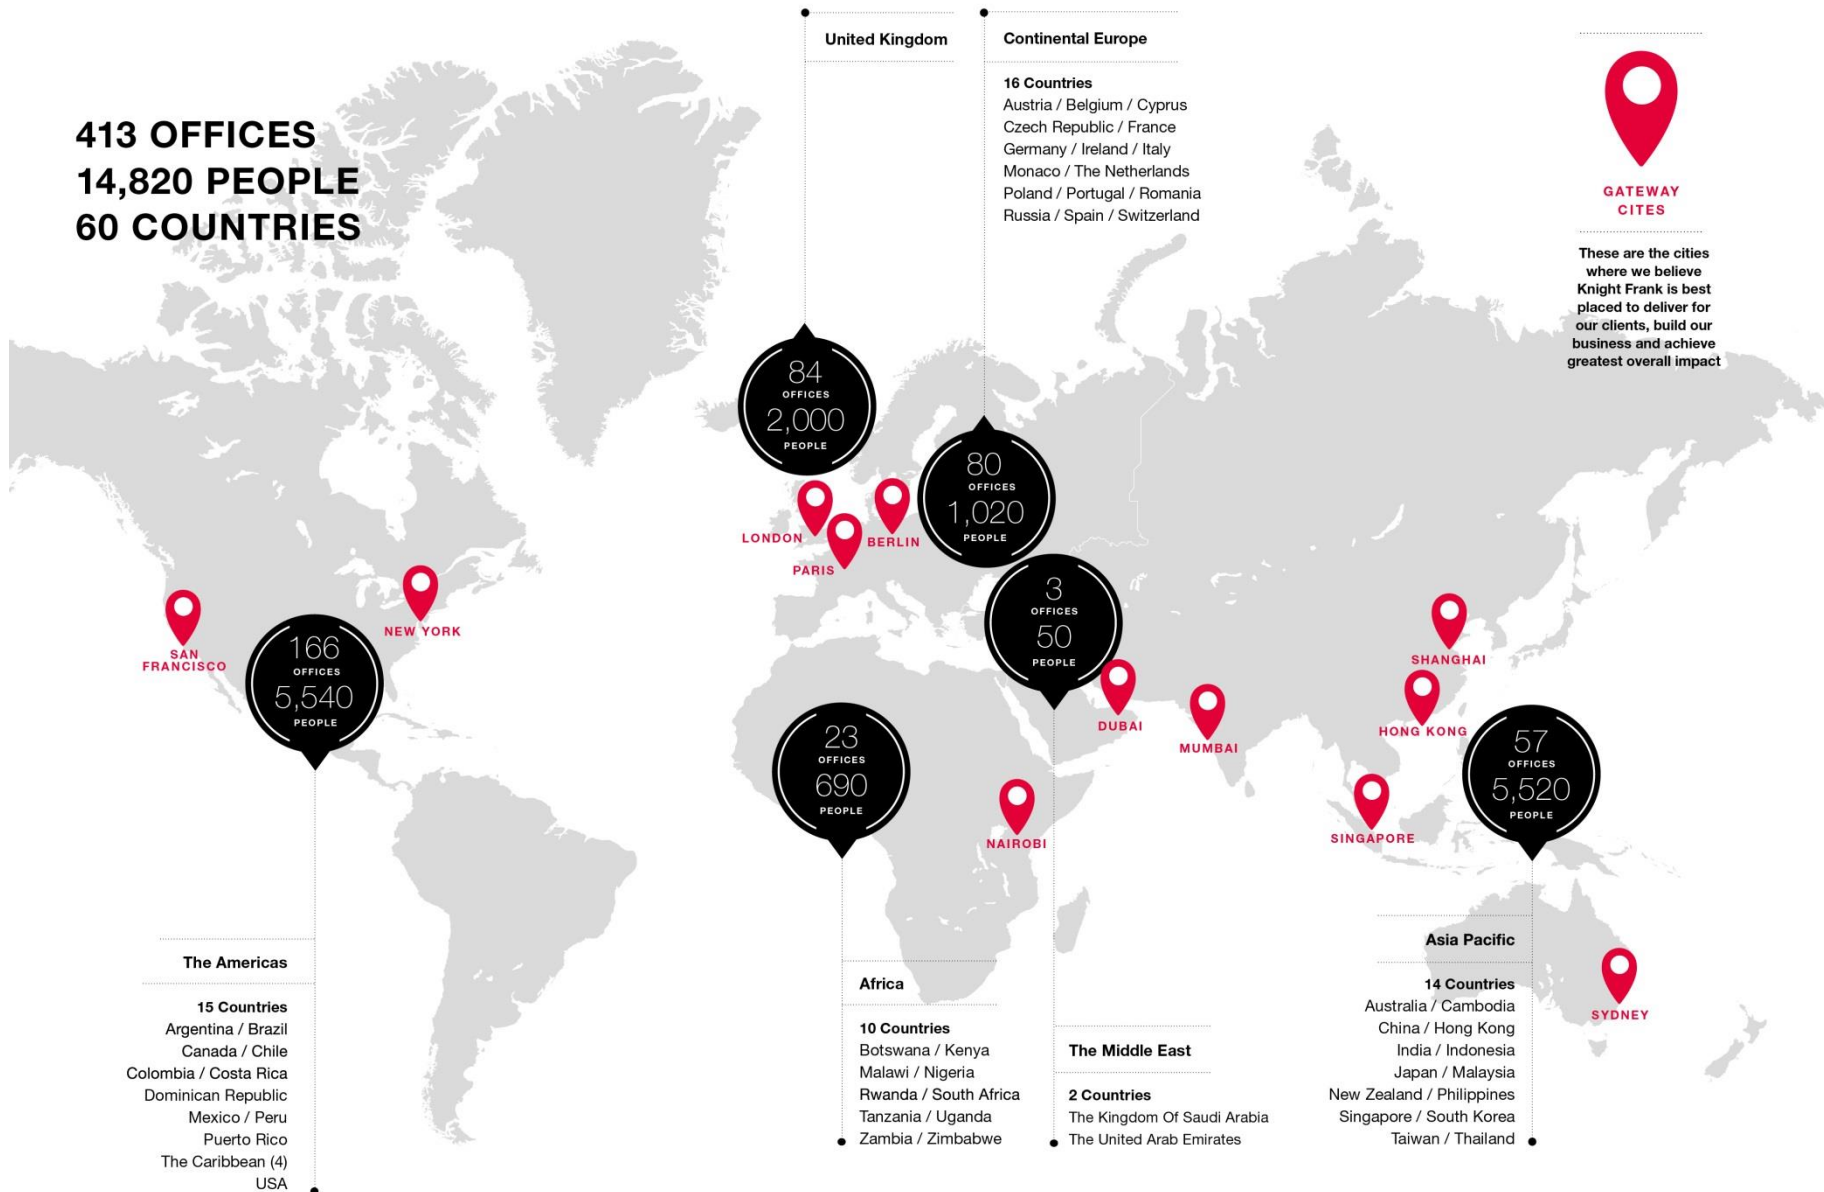 413 OFFICES
14,820 PEOPLE
60 COUNTRIES
United Kingdom
84
OFFICES
2,000
PEOPLE
Continental Europe
16 Countries
Austria / Belgium / Cyprus
Czech Republic / France
Germany / Ireland / Italy
Monaco / The Netherlands
Poland / Portugal / Romania
Russia / Spain / Switzerland
80
OFFICES
1,020
PEOPLE
GATEWAY
CITES
These are the cities
where we believe
Knight Frank is best
placed to deliver for
our clients, build our
business and achieve
greatest overall impact
LONDON
PARIS
BERLIN
SAN
FRANCISCO
NEW YORK
166
OFFICES
5,540
PEOPLE
3
OFFICES
50
PEOPLE
23
OFFICES
690
PEOPLE
DUBAI
MUMBAI
NAIROBI
SHANGHAI
HONG KONG
SINGAPORE
57
OFFICES
5,520
PEOPLE
SYDNEY
The Americas
15 Countries
Argentina / Brazil
Canada / Chile
Colombia / Costa Rica
Dominican Republic
Mexico / Peru
Puerto Rico
The Caribbean (4)
USA
Africa
10 Countries
Botswana / Kenya
Malawi / Nigeria
Rwanda / South Africa
Tanzania / Uganda
Zambia / Zimbabwe
The Middle East
2 Countries
The Kingdom Of Saudi Arabia
The United Arab Emirates
Asia Pacific
14 Countries
Australia / Cambodia
China / Hong Kong
India / Indonesia
Japan / Malaysia
New Zealand / Philippines
Singapore / South Korea
Taiwan / Thailand